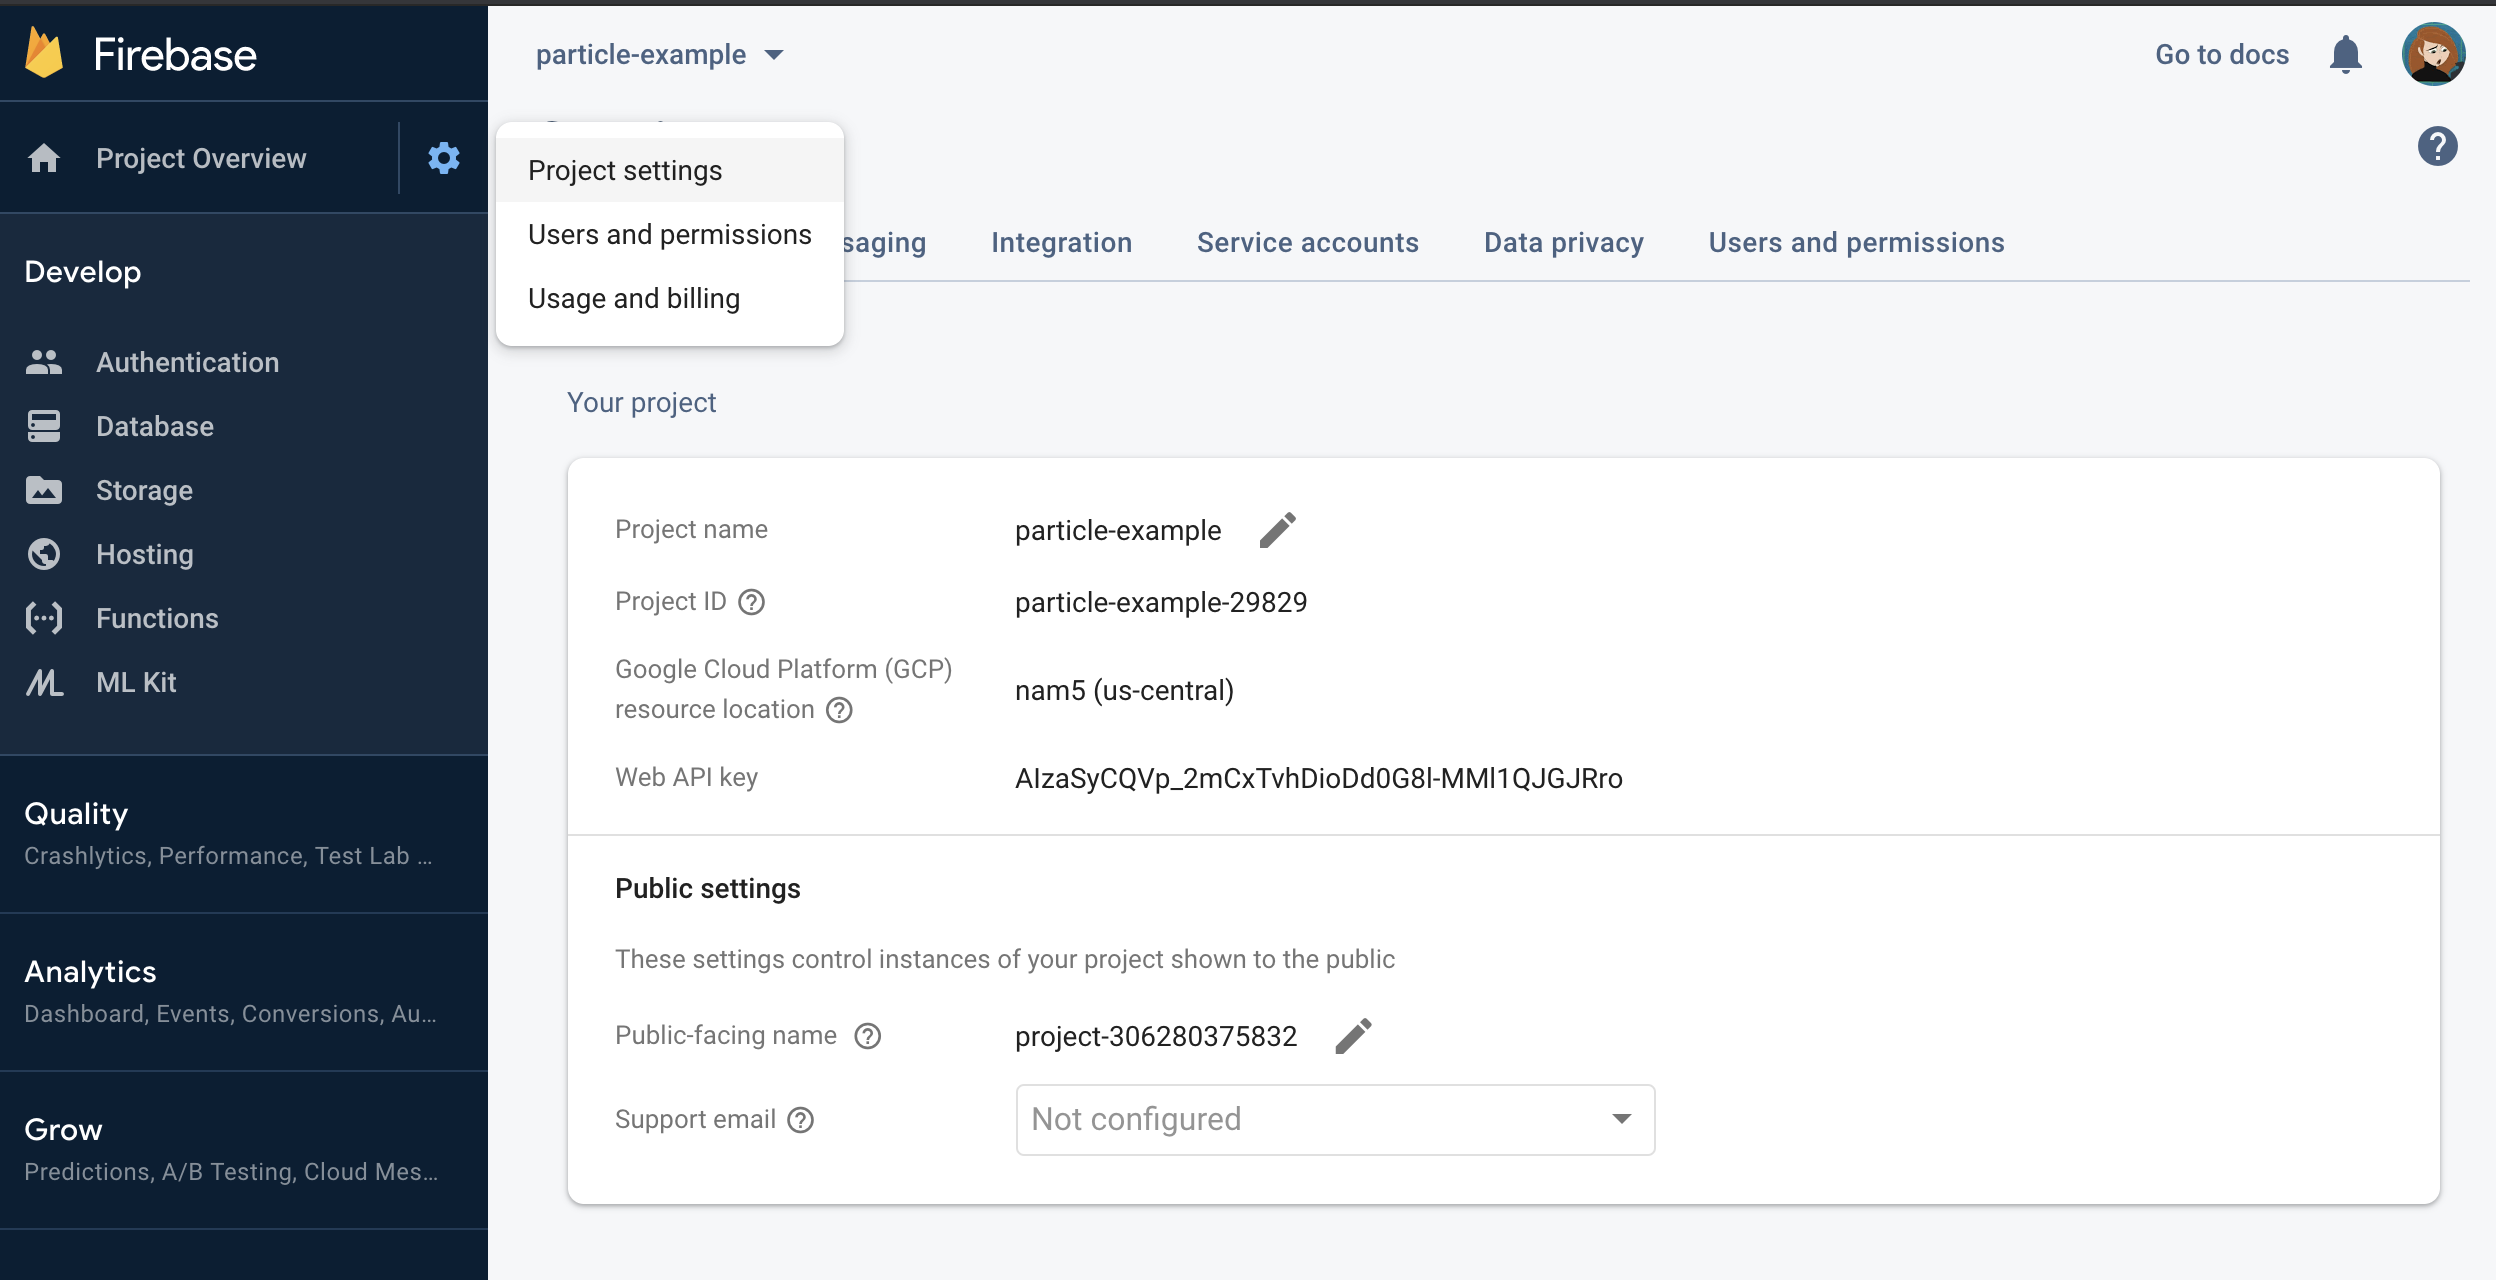 Firebase
particle-example
Go to docs
Project Overview
Project settings
Users and permissions
Usage and billing
saging
Integration
Service accounts
Data privacy
Users and permissions
Develop
Authentication
Database
Storage
Hosting
Functions
ML Kit
Quality
Crashlytics, Performance, Test Lab ...
Analytics
Dashboard, Events, Conversions, Au...
Grow
Predictions, A/B Testing, Cloud Mes...
Your project
Project name
particle-example
Project ID
particle-example-29829
Google Cloud Platform (GCP)
resource location
nam5 (us-central)
Web API key
AIzaSyCQVp_2mCxTvhDioDd0G8l-MMl1QJGJRro
Public settings
These settings control instances of your project shown to the public
Public-facing name
project-306280375832
Support email
Not configured